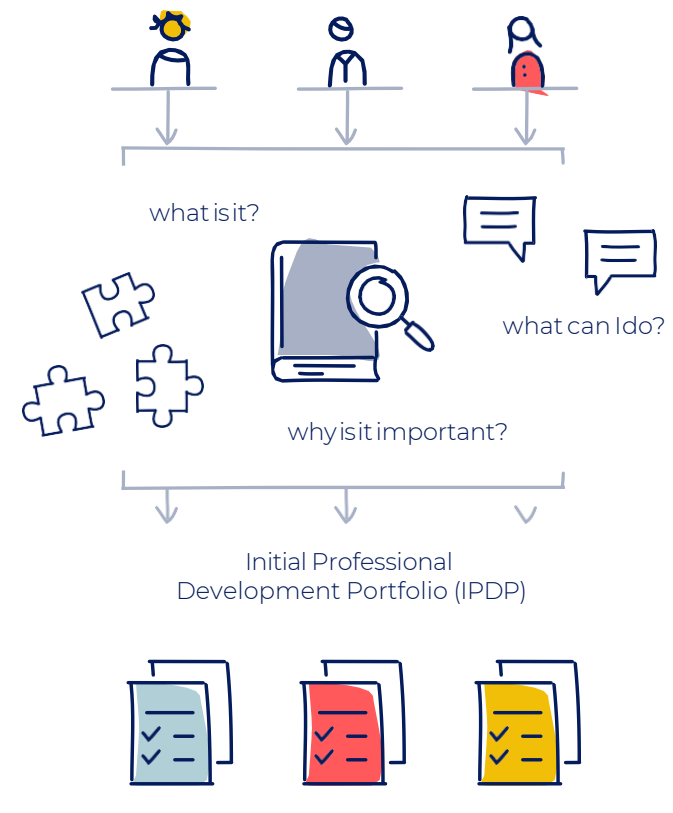 what is it?
what can I do?
why is it important?
Initial Professional
Development Portfolio (IPDP)